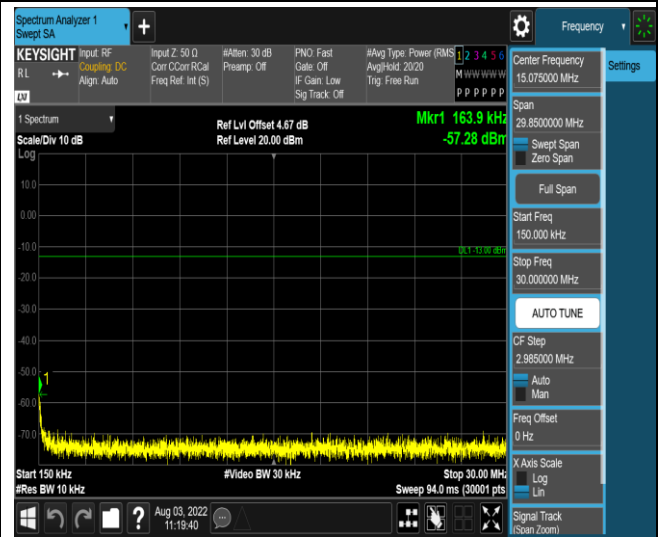 Spectrum Analyzer 1
Swept SA
+
Frequency
KEYSIGHT
R L
LXI
Input: RF
Coupling: DC
Align: Auto
Input Z: 50 Ω
Corr CCorr RCal
Freq Ref: Int (S)
#Atten: 30 dB
Preamp: Off
PNO: Fast
Gate: Off
IF Gain: Low
Sig Track: Off
#Avg Type: Power (RMS
Avg|Hold: 20/20
Trig: Free Run
1 2 3 4 5 6
M W W W W W
P P P P P P
1 Spectrum
Scale/Div 10 dB
Log
Ref Lvl Offset 4.67 dB
Ref Level 20.00 dBm
Mkr1 163.9 kHz
-57.28 dBm
10.0
0.00
-10.0
-20.0
-30.0
-40.0
-50.0
-60.0
-70.0
DL1 -13.00 dBm
1
Start 150 kHz
#Res BW 10 kHz
#Video BW 30 kHz
Stop 30.00 MHz
Sweep 94.0 ms (30001 pts)
?
Aug 03, 2022
11:19:40
Center Frequency
15.075000 MHz
Settings
Span
29.8500000 MHz
Swept Span
Zero Span
Full Span
Start Freq
150.000 kHz
Stop Freq
30.000000 MHz
AUTO TUNE
CF Step
2.985000 MHz
Auto
Man
Freq Offset
0 Hz
X Axis Scale
Log
Lin
Signal Track
(Span Zoom)